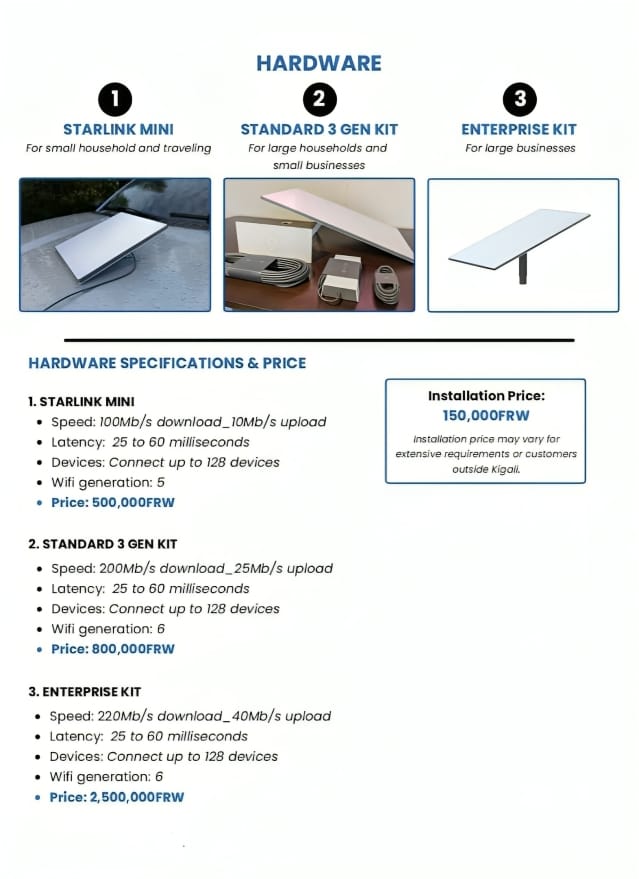 HARDWARE
1
STARLINK MINI
For small household and traveling
2
STANDARD 3 GEN KIT
For large households and
small businesses
3
ENTERPRISE KIT
For large businesses
HARDWARE SPECIFICATIONS & PRICE
1. STARLINK MINI
• Speed: 100Mb/s download_10Mb/s upload
• Latency: 25 to 60 milliseconds
• Devices: Connect up to 128 devices
• Wifi generation: 5
• Price: 500,000FRW
Installation Price:
150,000FRW
Installation price may vary for
extensive requirements or customers
outside Kigali.
2. STANDARD 3 GEN KIT
• Speed: 200Mb/s download_25Mb/s upload
• Latency: 25 to 60 milliseconds
• Devices: Connect up to 128 devices
• Wifi generation: 6
• Price: 800,000FRW
3. ENTERPRISE KIT
• Speed: 220Mb/s download_40Mb/s upload
• Latency: 25 to 60 milliseconds
• Devices: Connect up to 128 devices
• Wifi generation: 6
• Price: 2,500,000FRW